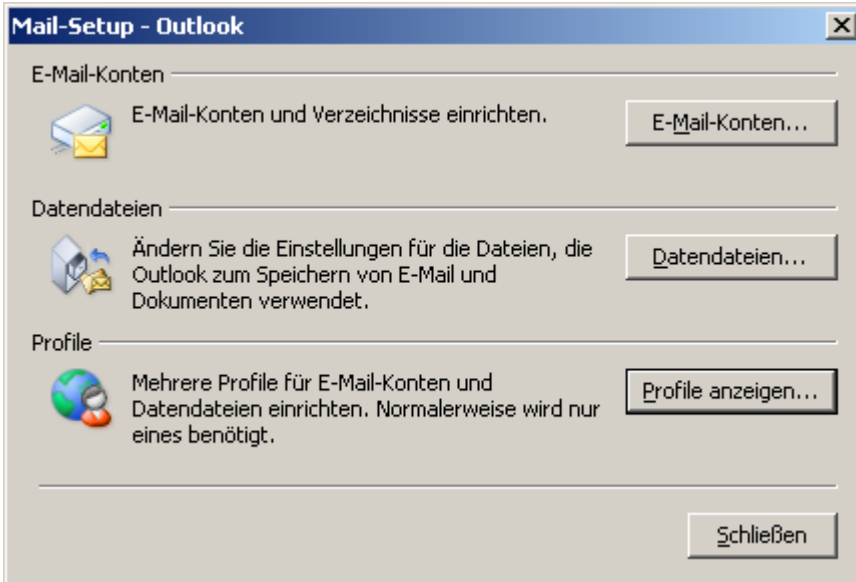 Mail-Setup - Outlook
E-Mail-Konten
E-Mail-Konten und Verzeichnisse einrichten.
E-Mail-Konten...
Datendateien
Ändern Sie die Einstellungen für die Dateien, die
Outlook zum Speichern von E-Mail und
Dokumenten verwendet.
Datendateien...
Profile
Mehrere Profile für E-Mail-Konten und
Datendateien einrichten. Normalerweise wird nur
eines benötigt.
Profile anzeigen...
Schließen